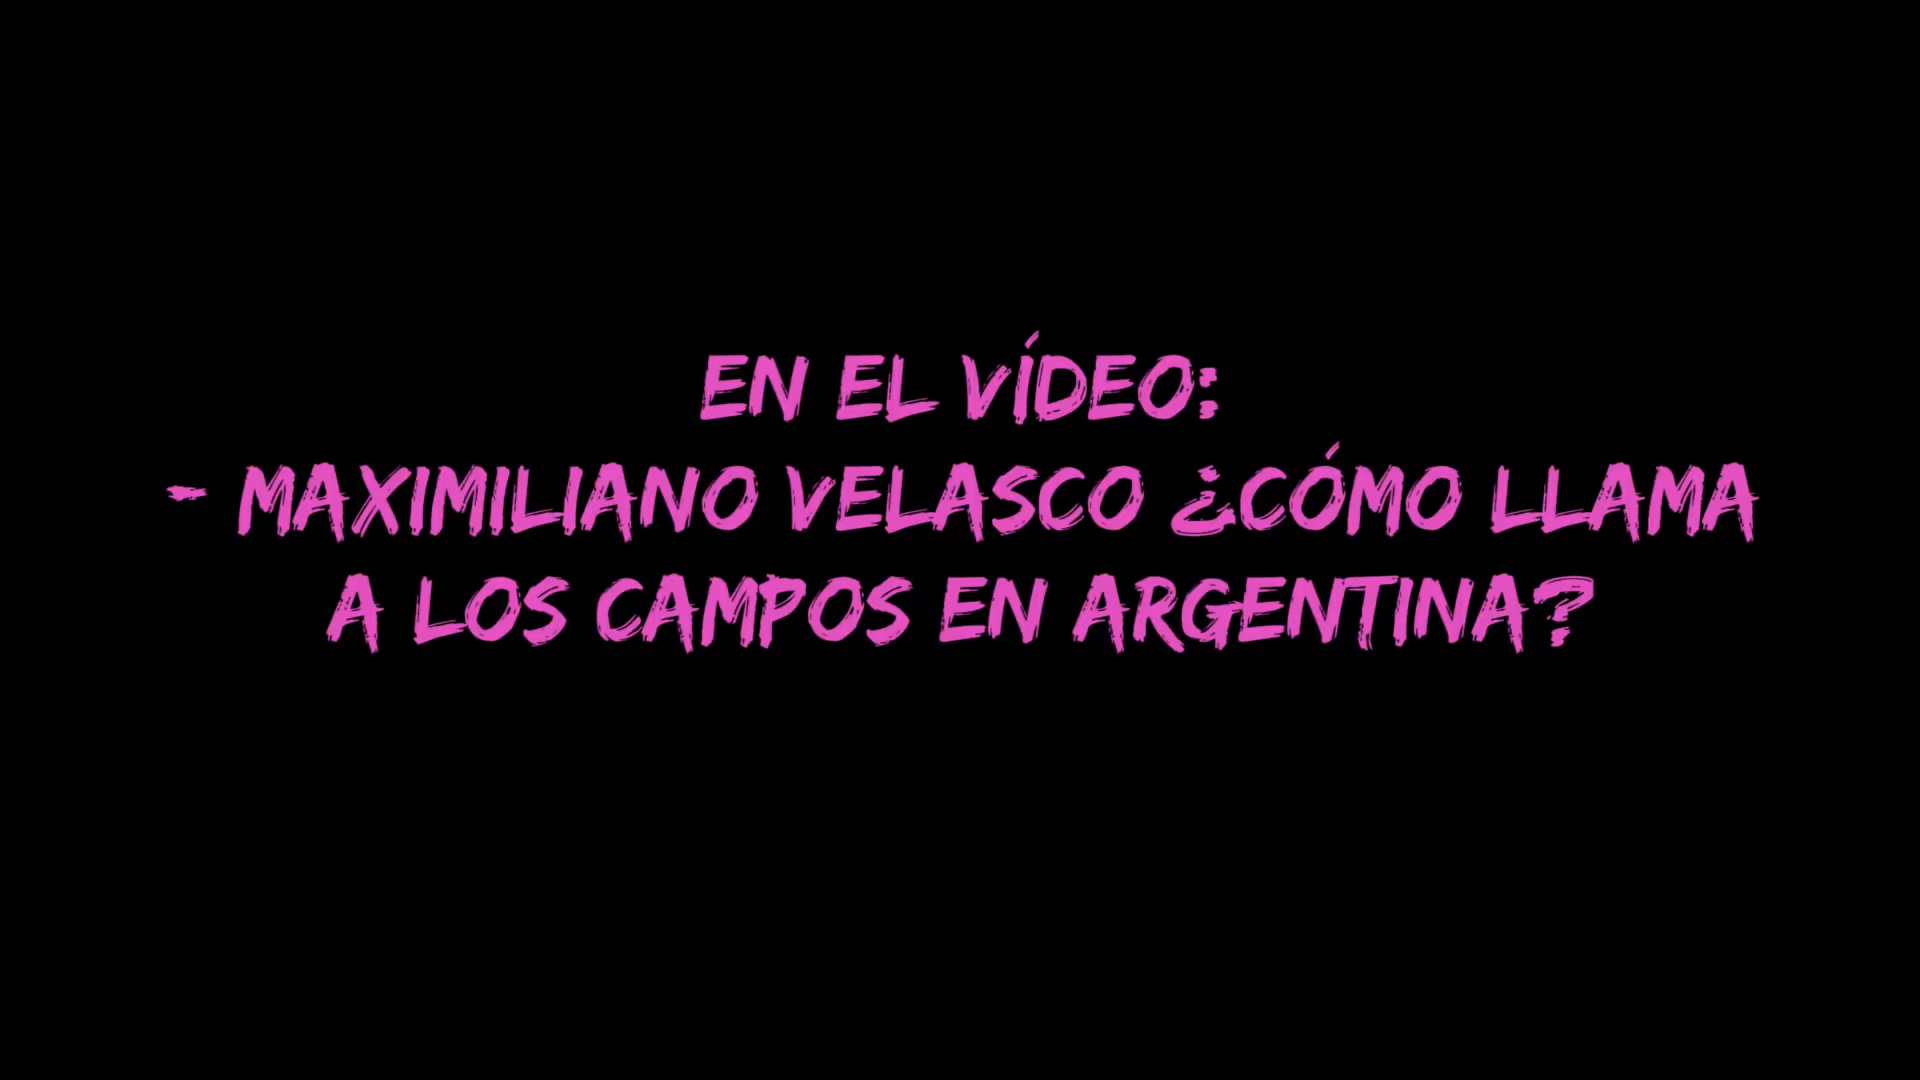 EN EL VÍDEO:
- MAXIMILIANO VELASCO ¿CÓMO LLAMA
A LOS CAMPOS EN ARGENTINA?